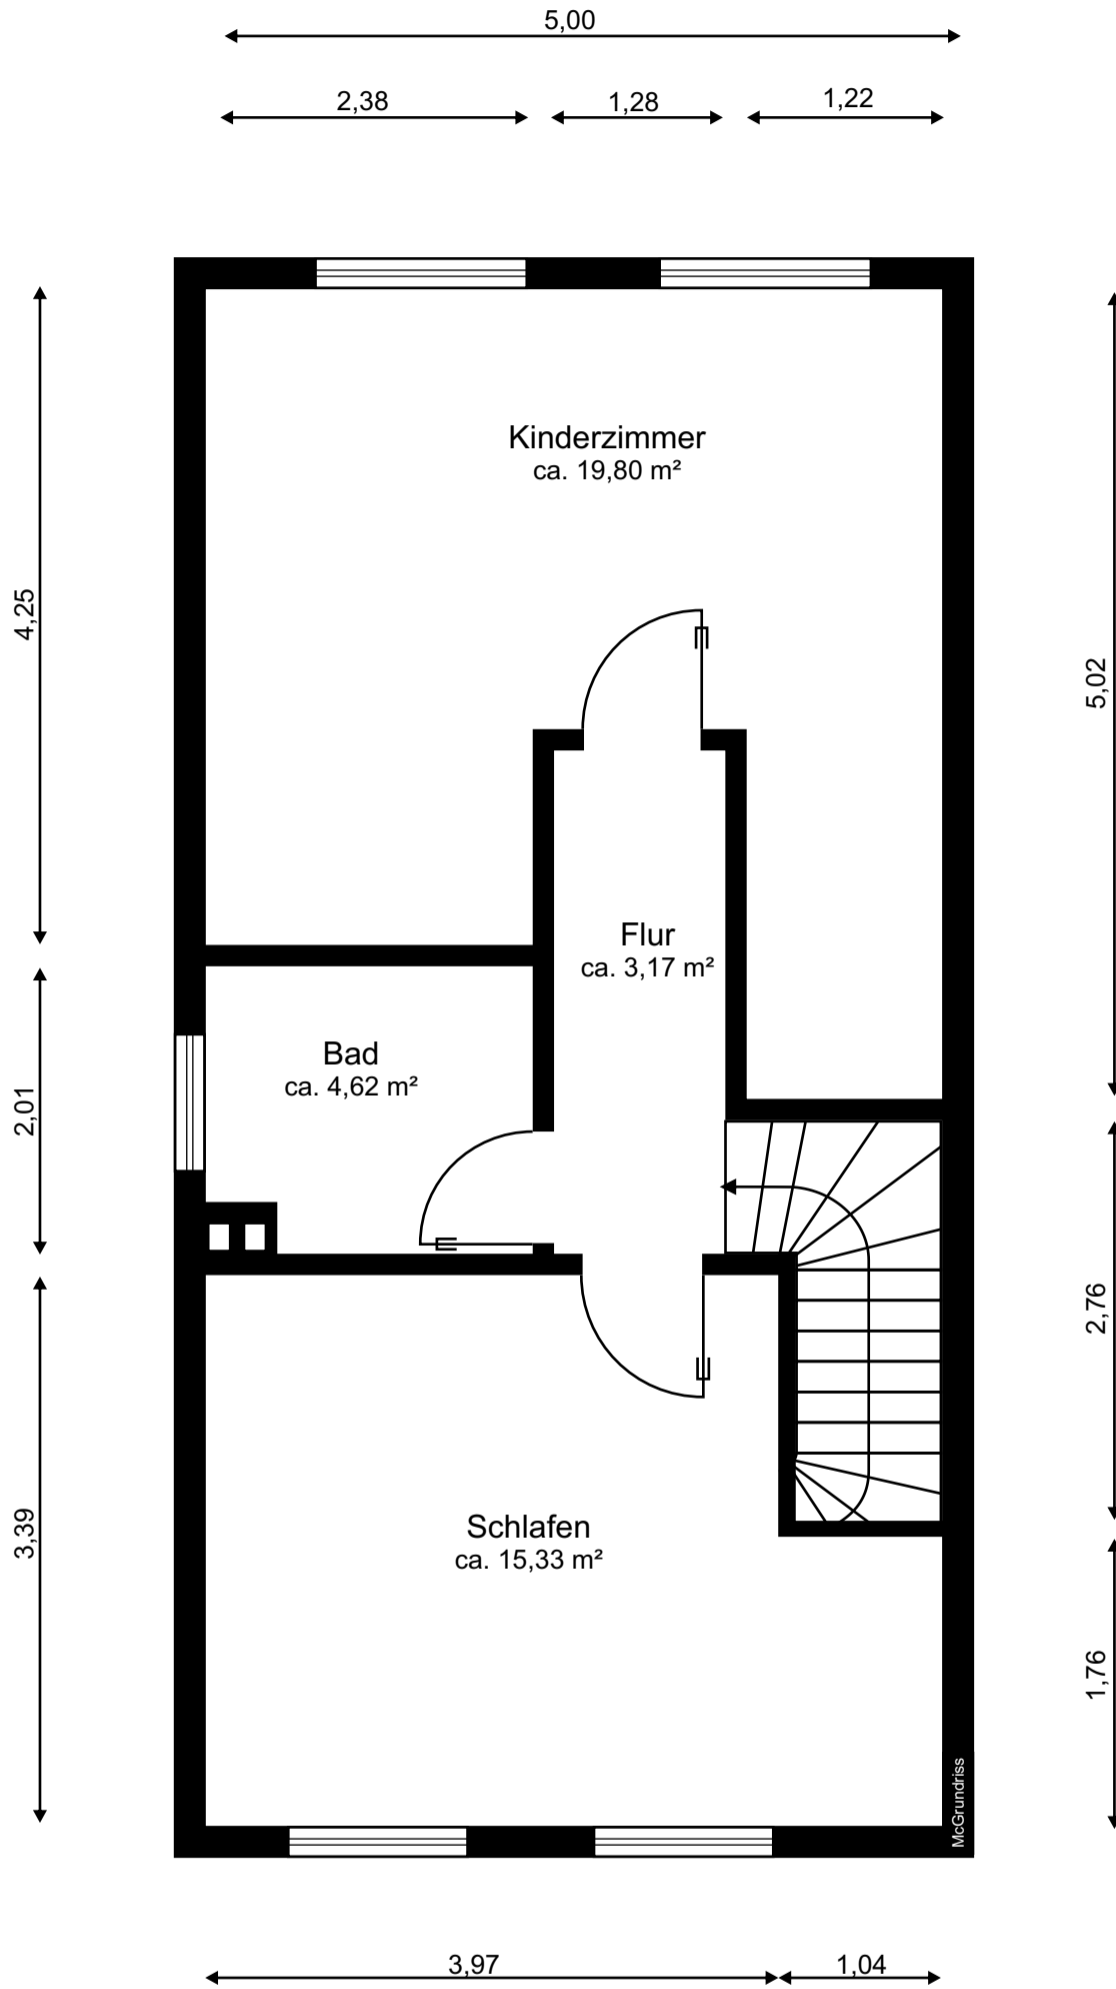 5,00
2,38
1,28
1,22
Kinderzimmer
ca. 19,80 m²
4,25
5,02
Flur
ca. 3,17 m²
Bad
ca. 4,62 m²
2,01
2,76
Schlafen
ca. 15,33 m²
3,39
1,76
McGrundriss
3,97
1,04